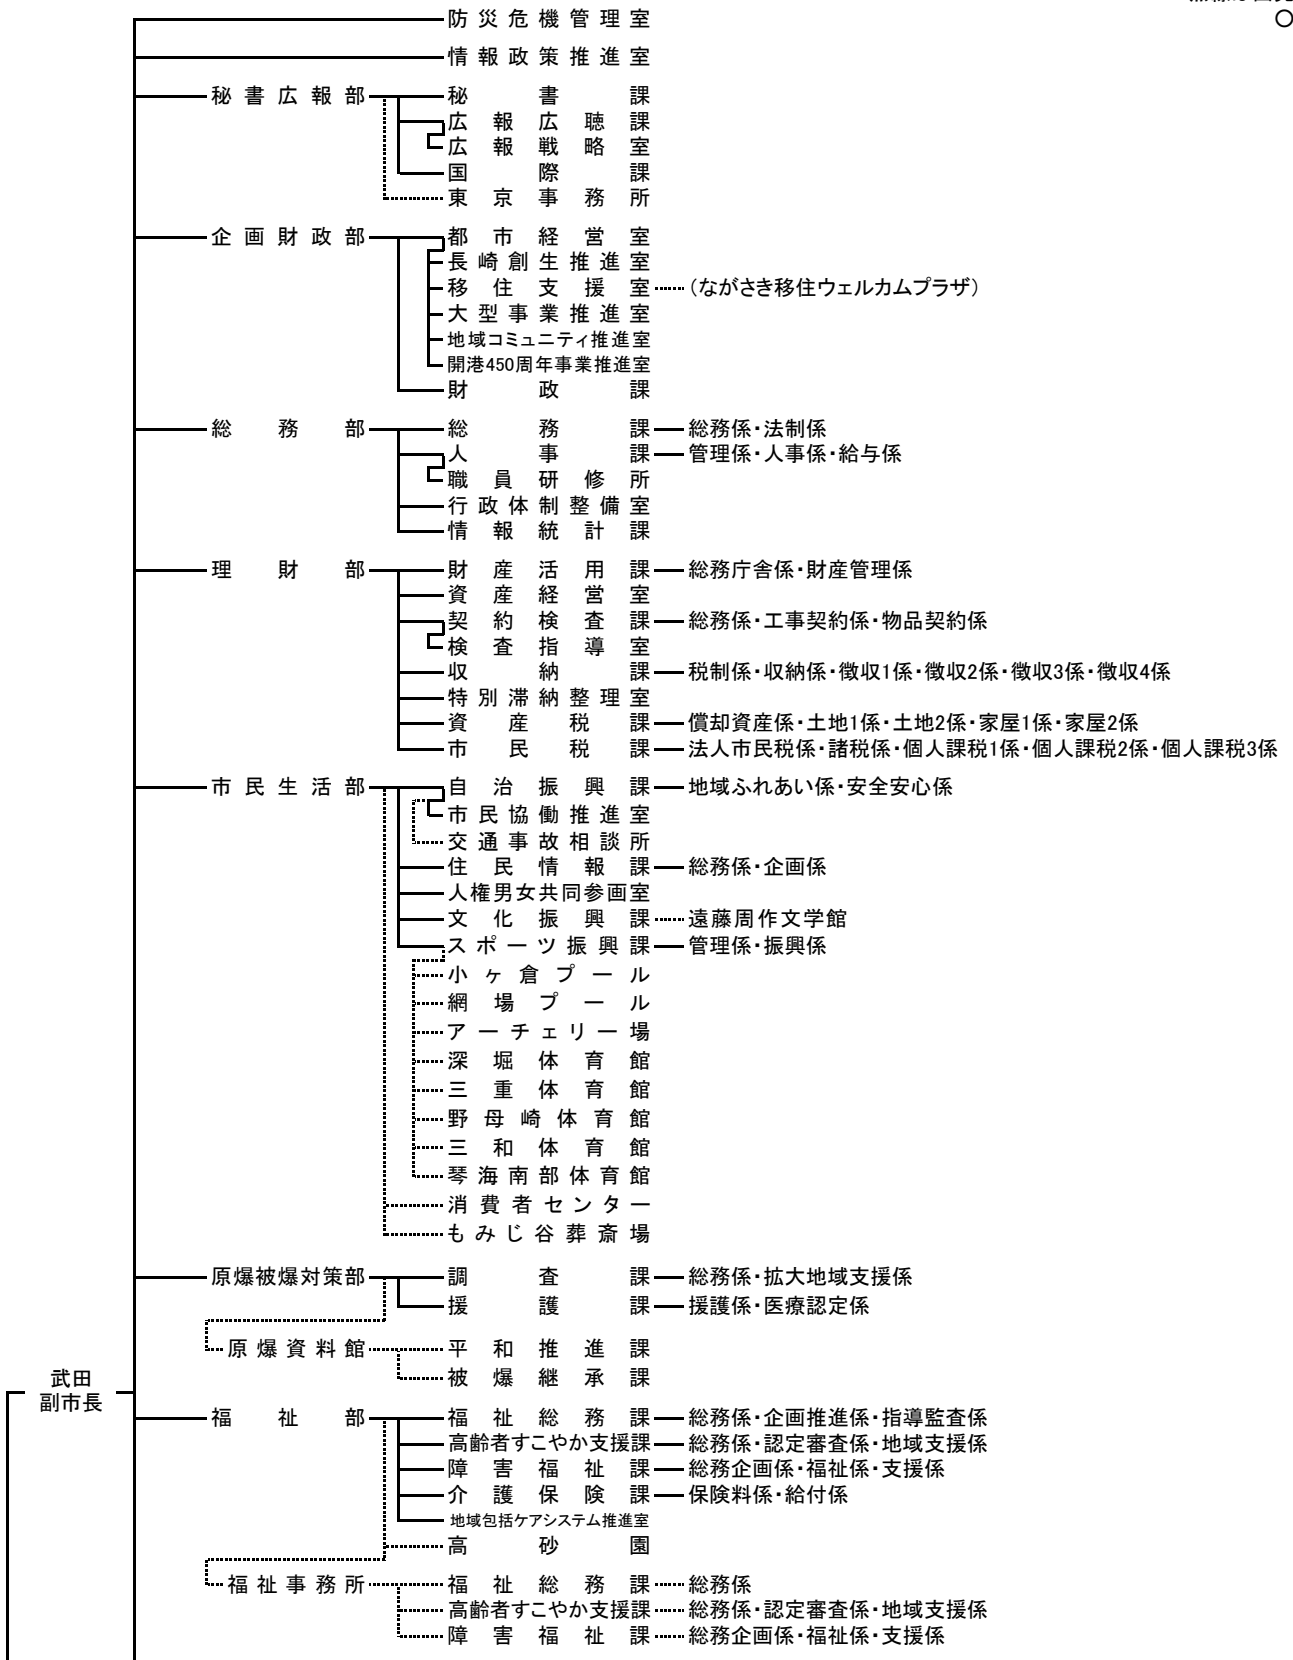 防災危機管理室
情報政策推進室
秘書広報部 秘書課
広報広聴課
広報戦略室
国際課
東京事務所
企画財政部 都市経営室
長崎創生推進室
移住支援室 (ながさき移住ウェルカムプラザ)
大型事業推進室
地域コミュニティ推進室
開港450周年事業推進室
財政課
総務部 総務課 総務係・法制係
人事課 管理係・人事係・給与係
職員研修所
行政体制整備室
情報統計課
理財部 財産活用課 総務庁舎係・財産管理係
資産経営室
契約検査課 総務係・工事契約係・物品契約係
検査指導室
収納課 税制係・収納係・徴収1係・徴収2係・徴収3係・徴収4係
特別滞納整理室
資産税課 償却資産係・土地1係・土地2係・家屋1係・家屋2係
市民税課 法人市民税係・諸税係・個人課税1係・個人課税2係・個人課税3係
市民生活部 自治振興課 地域ふれあい係・安全安心係
市民協働推進室
交通事故相談所
住民情報課 総務係・企画係
人権男女共同参画室
文化振興課 遠藤周作文学館
スポーツ振興課 管理係・振興係
小ヶ倉プール
網場プール
アーチェリー場
深堀体育館
三重体育館
野母崎体育館
三和体育館
琴海南部体育館
消費者センター
もみじ谷葬斎場
原爆被爆対策部 調査課 総務係・拡大地域支援係
援護課 援護係・医療認定係
原爆資料館 平和推進課
被爆継承課
武田
副市長
福祉部 福祉総務課 総務係・企画推進係・指導監査係
高齢者すこやか支援課 総務係・認定審査係・地域支援係
障害福祉課 総務企画係・福祉係・支援係
介護保険課 保険料係・給付係
地域包括ケアシステム推進室
高砂園
福祉事務所 福祉総務課 総務係
高齢者すこやか支援課 総務係・認定審査係・地域支援係
障害福祉課 総務企画係・福祉係・支援係